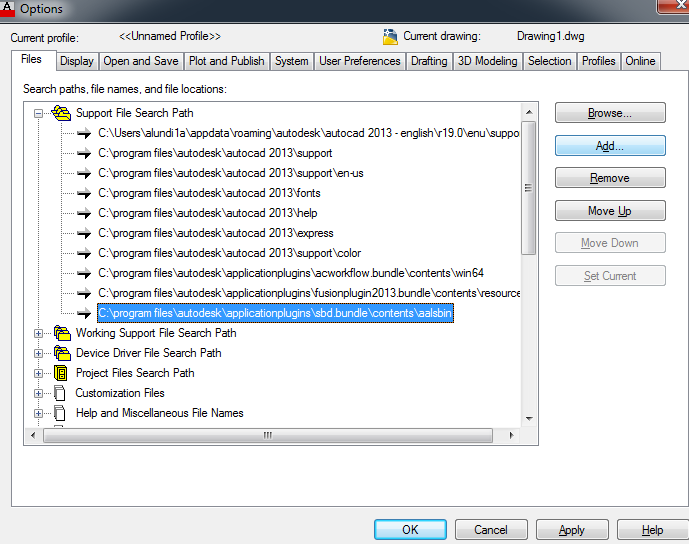 A Options
Current profile: <<Unnamed Profile>> Current drawing: Drawing1.dwg
Files Display Open and Save Plot and Publish System User Preferences Drafting 3D Modeling Selection Profiles Online
Search paths, file names, and file locations:
Support File Search Path
C:\Users\alundi1a\appdata\roaming\autodesk\autocad 2013 - english\r19.0\enu\suppo
C:\program files\autodesk\autocad 2013\support
C:\program files\autodesk\autocad 2013\support\en-us
C:\program files\autodesk\autocad 2013\fonts
C:\program files\autodesk\autocad 2013\help
C:\program files\autodesk\autocad 2013\express
C:\program files\autodesk\autocad 2013\support\color
C:\program files\autodesk\applicationplugins\acworkflow.bundle\contents\win64
C:\program files\autodesk\applicationplugins\fusionplugin2013.bundle\contents\resource
C:\program files\autodesk\applicationplugins\sbd.bundle\contents\aalsbin
Working Support File Search Path
Device Driver File Search Path
Project Files Search Path
Customization Files
Help and Miscellaneous File Names
Browse...
Add...
Remove
Move Up
Move Down
Set Current
OK Cancel Apply Help